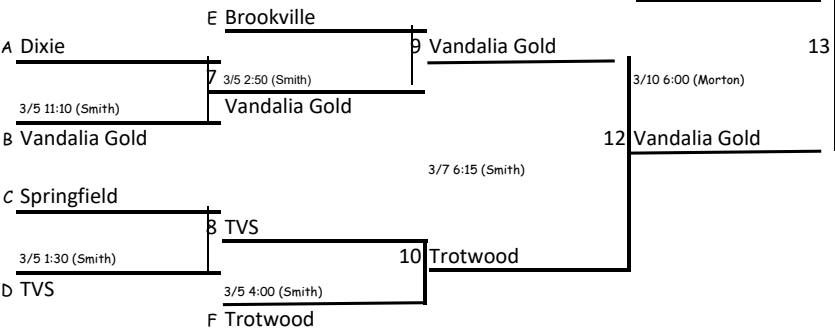 E Brookville
A Dixie
9 Vandalia Gold
13
7 3/5 2:50 (Smith)
3/10 6:00 (Morton)
3/5 11:10 (Smith)
Vandalia Gold
B Vandalia Gold
12 Vandalia Gold
3/7 6:15 (Smith)
C Springfield
8 TVS
3/5 1:30 (Smith)
10 Trotwood
D TVS
3/5 4:00 (Smith)
F Trotwood